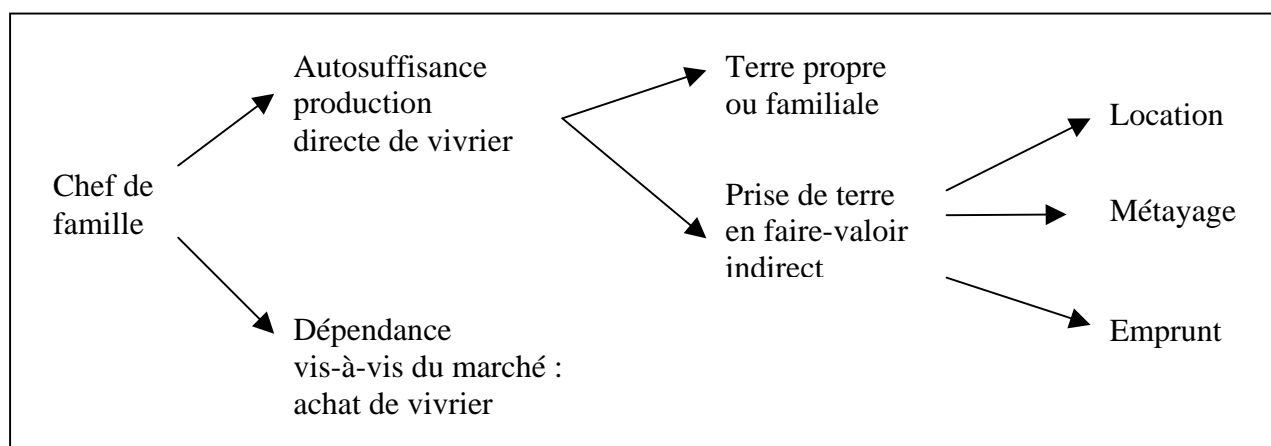 Chef de
famille
Autosuffisance
production
directe de vivrier
Dépendance
vis-à-vis du marché :
achat de vivrier
Terre propre
ou familiale
Prise de terre
en faire-valoir
indirect
Location
Métayage
Emprunt